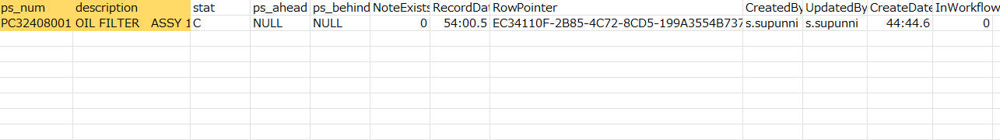 ps_num description stat ps_ahead ps_behind NoteExists RecordDat RowPointer CreatedBy UpdatedBy CreateDate InWorkflow
PC32408001 OIL FILTER ASSY 1 C NULL NULL 0 54:00.5 EC34110F-2B85-4C72-8CD5-199A3554B737 s.supunni s.supunni 44:44.6 0